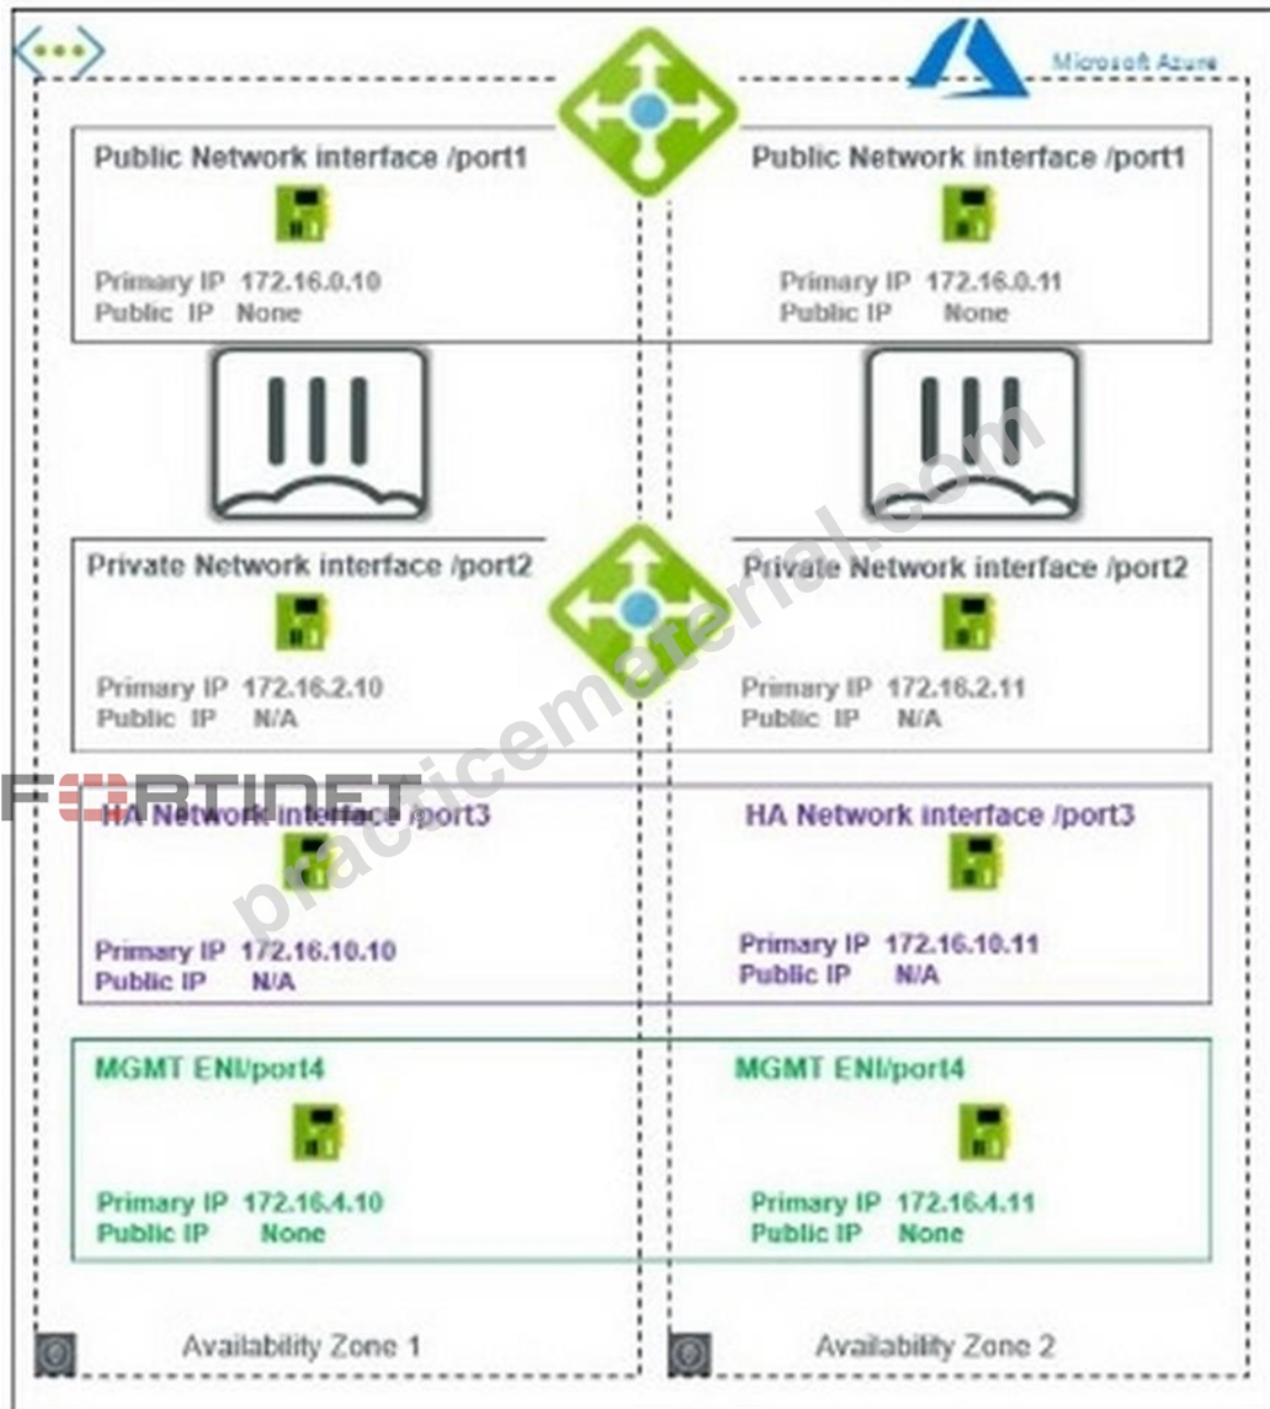 Microsoft Azure
Public Network interface /port1
Public Network interface /port1
Primary IP 172.16.0.10
Public IP None
Primary IP 172.16.0.11
Public IP None
Private Network interface /port2
Private Network interface /port2
Primary IP 172.16.2.10
Public IP N/A
Primary IP 172.16.2.11
Public IP N/A
FORTINET
practicematerial.com
HA Network interface /port3
HA Network interface /port3
Primary IP 172.16.10.10
Public IP N/A
Primary IP 172.16.10.11
Public IP N/A
MGMT ENI/port4
MGMT ENI/port4
Primary IP 172.16.4.10
Public IP None
Primary IP 172.16.4.11
Public IP None
Availability Zone 1
Availability Zone 2